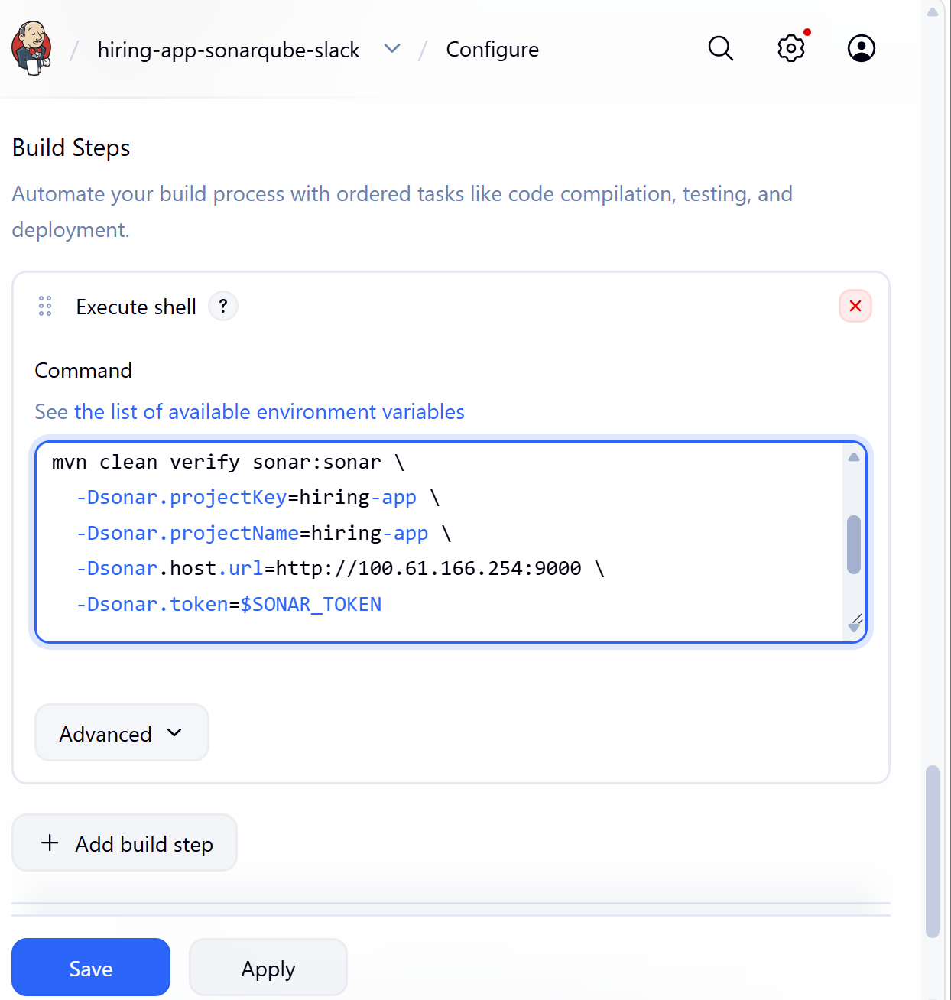 / hiring-app-sonarqube-slack / Configure
Build Steps
Automate your build process with ordered tasks like code compilation, testing, and
deployment.
Execute shell ?
Command
See the list of available environment variables
mvn clean verify sonar:sonar \
  -Dsonar.projectKey=hiring-app \
  -Dsonar.projectName=hiring-app \
  -Dsonar.host.url=http://100.61.166.254:9000 \
  -Dsonar.token=$SONAR_TOKEN
Advanced
+ Add build step
Save Apply